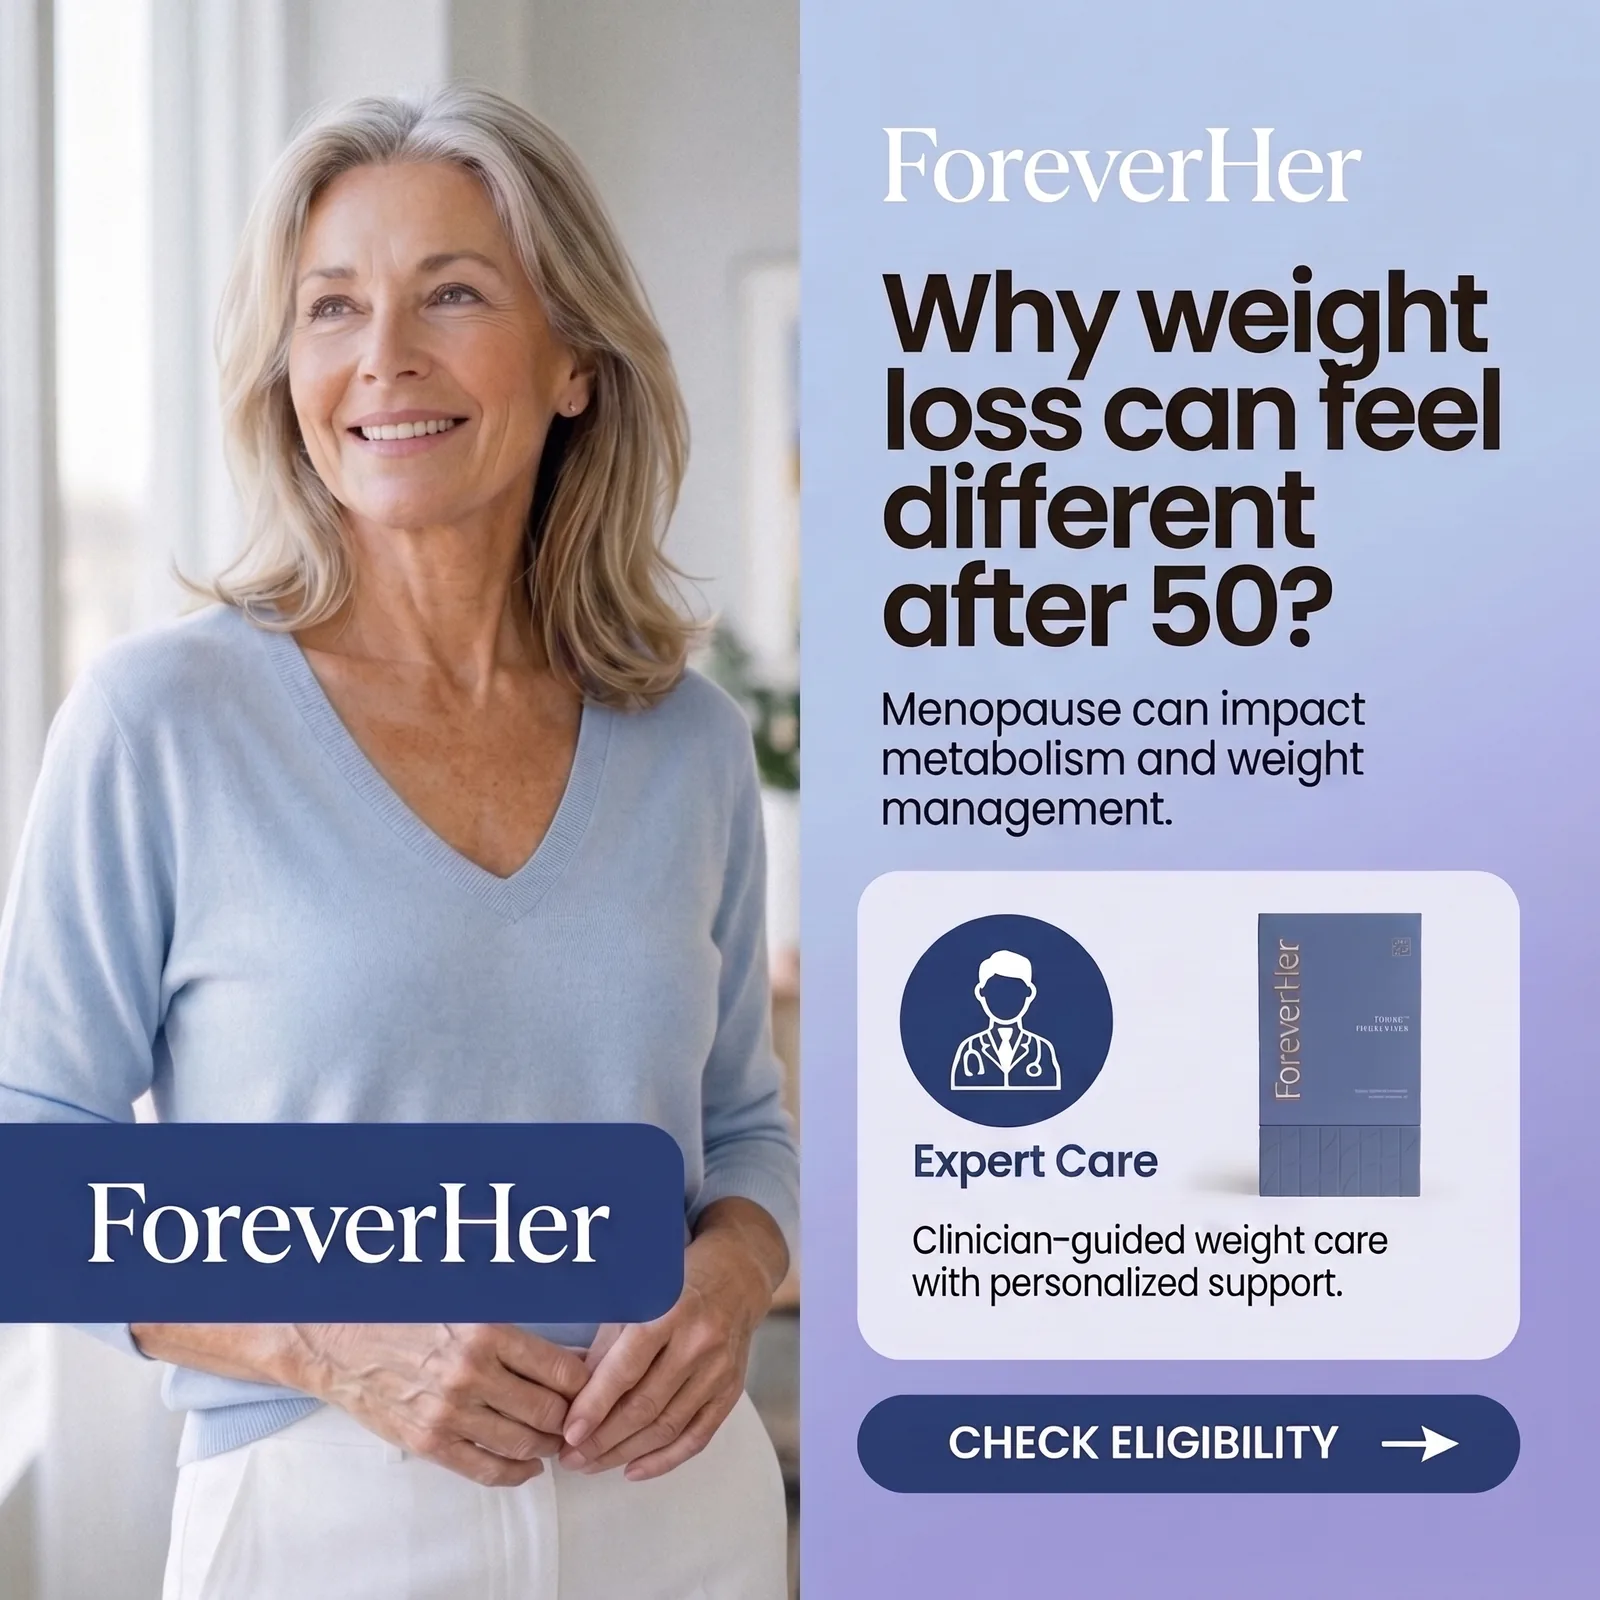 ForeverHer
Why weight
loss can feel
different
after 50?
Menopause can impact
metabolism and weight
management.
ForeverHer
Expert Care
Clinician-guided weight care
with personalized support.
CHECK ELIGIBILITY
ForeverHer